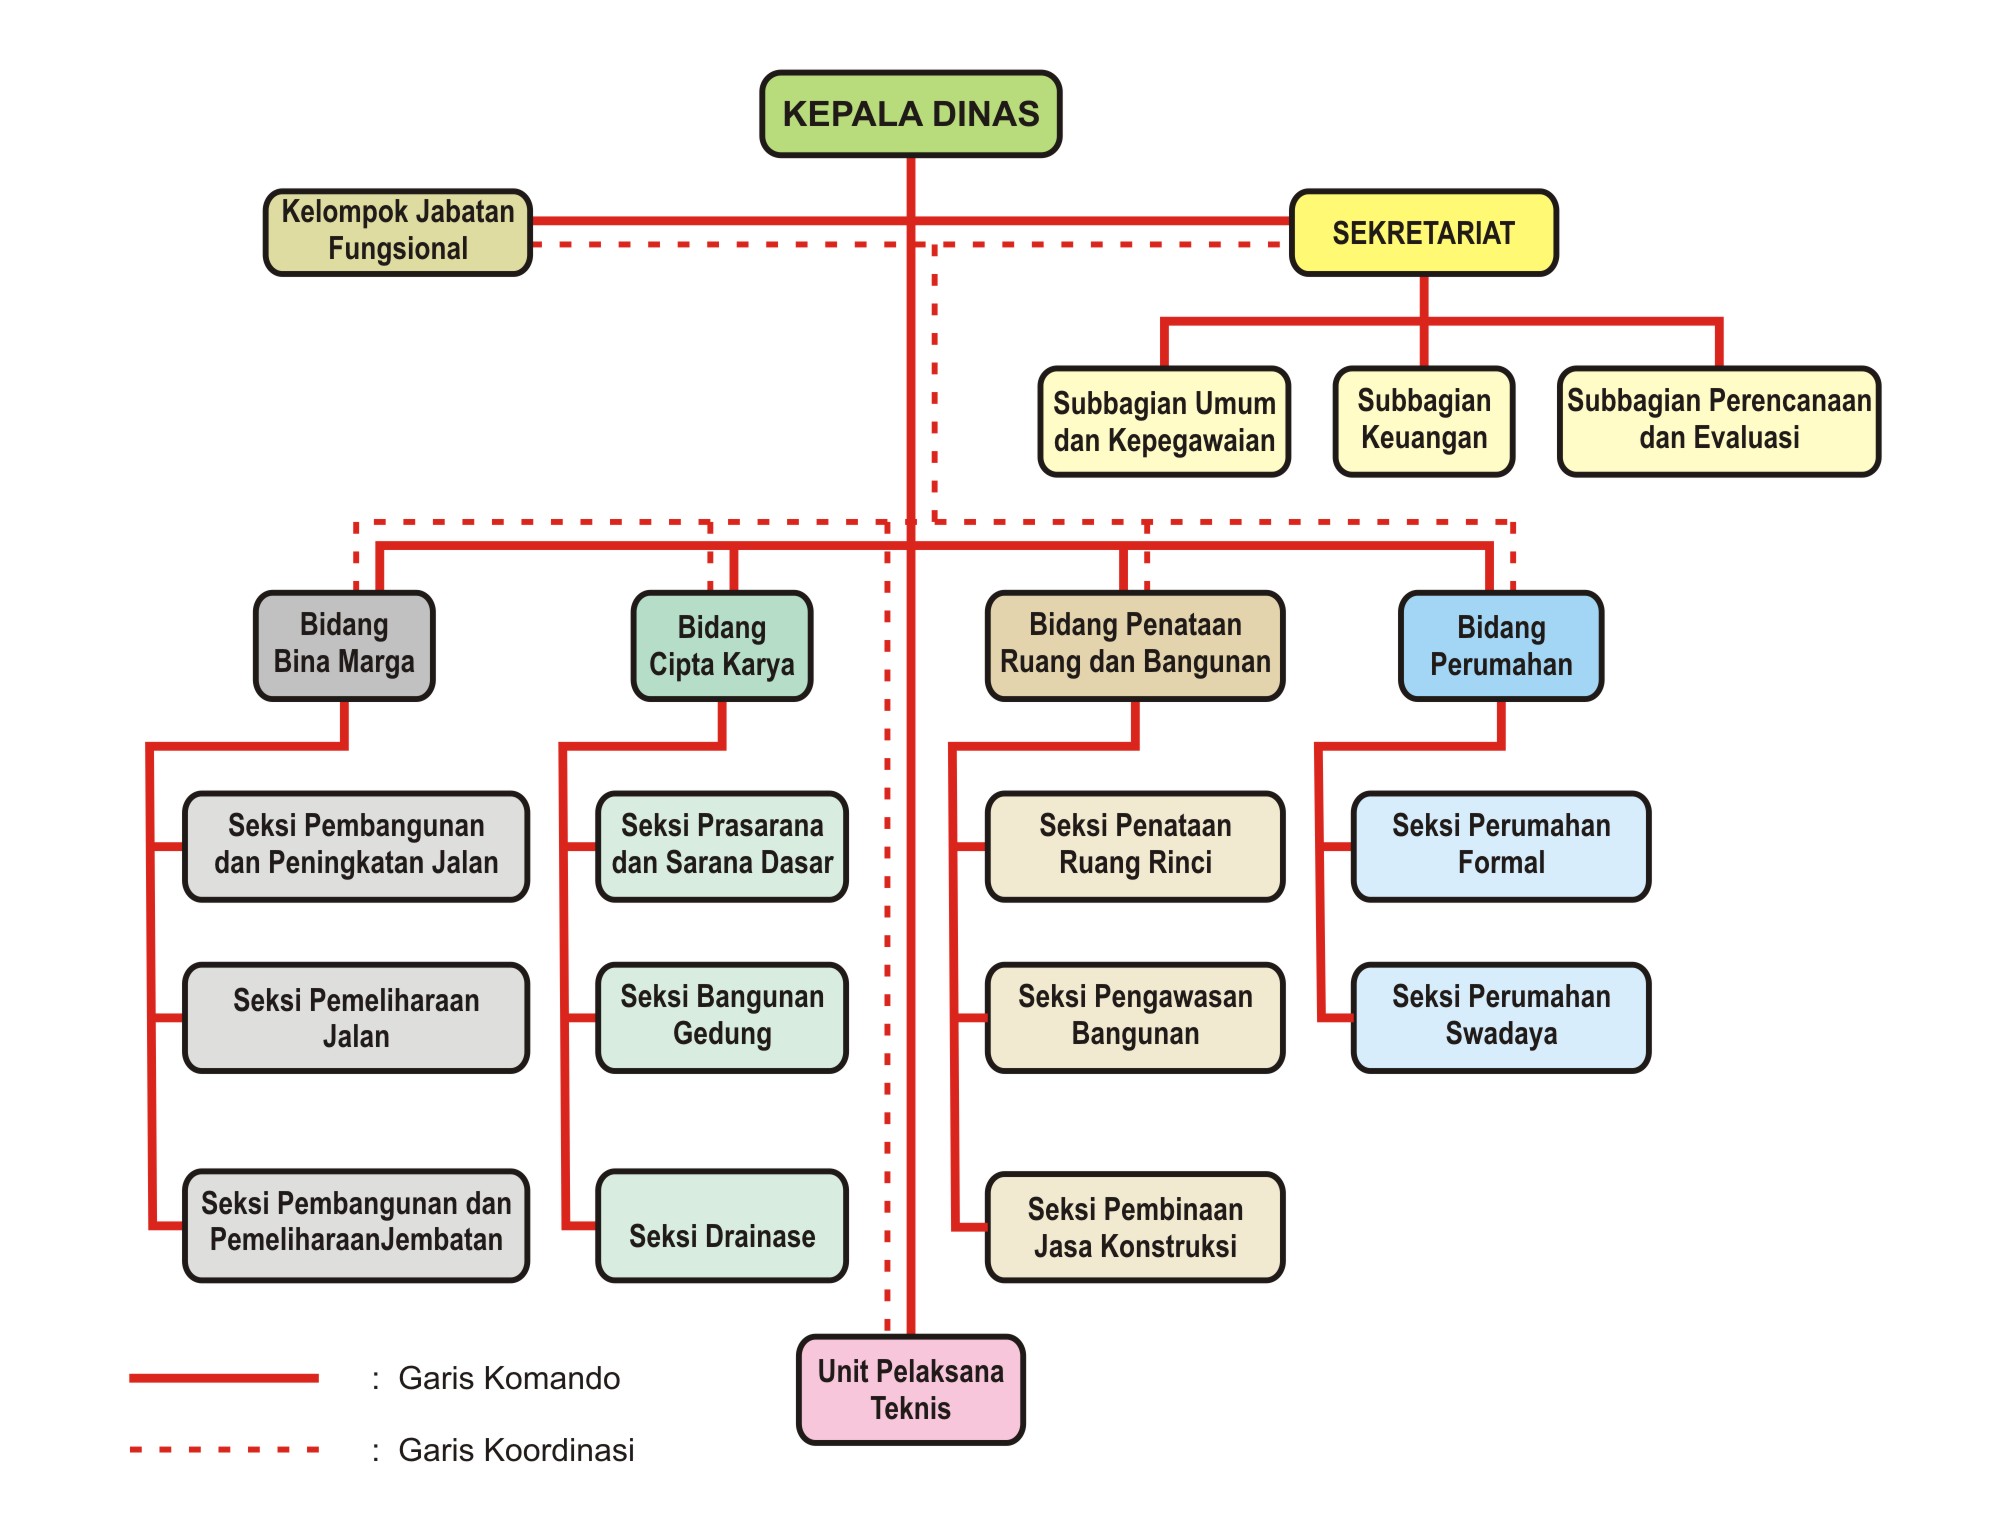 KEPALA DINAS
Kelompok Jabatan
Fungsional
SEKRETARIAT
Subbagian Umum
dan Kepegawaian
Subbagian
Keuangan
Subbagian Perencanaan
dan Evaluasi
Bidang
Bina Marga
Bidang
Cipta Karya
Bidang Penataan
Ruang dan Bangunan
Bidang
Perumahan
Seksi Pembangunan
dan Peningkatan Jalan
Seksi Prasarana
dan Sarana Dasar
Seksi Penataan
Ruang Rinci
Seksi Perumahan
Formal
Seksi Pemeliharaan
Jalan
Seksi Bangunan
Gedung
Seksi Pengawasan
Bangunan
Seksi Perumahan
Swadaya
Seksi Pembangunan dan
PemeliharaanJembatan
Seksi Drainase
Seksi Pembinaan
Jasa Konstruksi
Unit Pelaksana
Teknis
: Garis Komando
: Garis Koordinasi